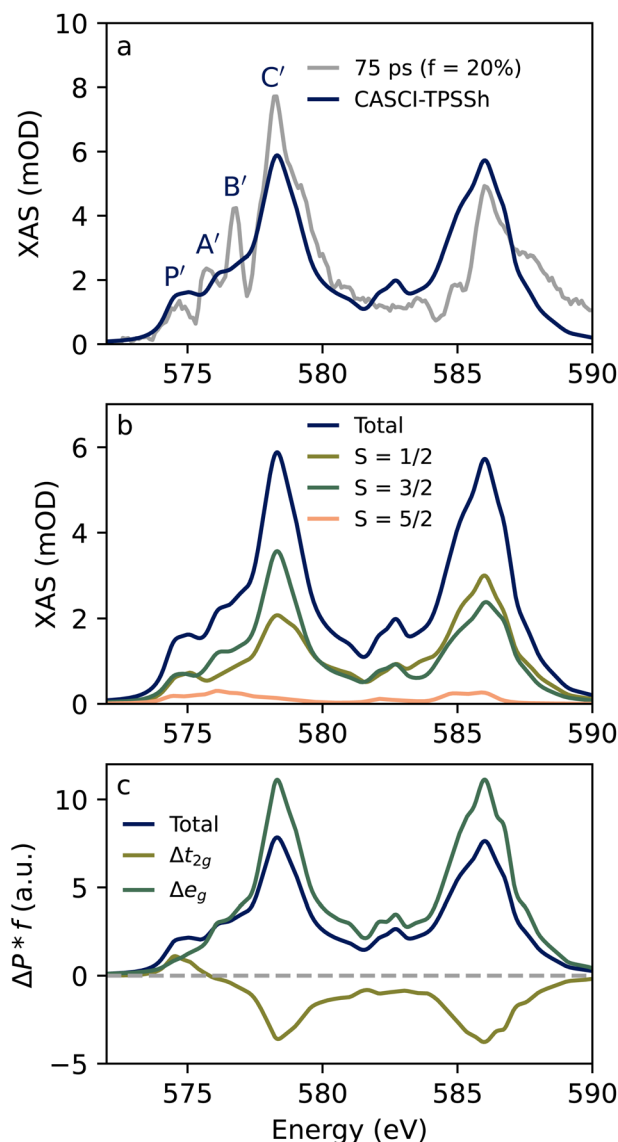 a
10
8
6
4
2
0
XAS (mOD)
75 ps (f = 20%)
CASCI-TPSSh
P′
A′
B′
C′
575
580
585
590
b
6
4
2
0
XAS (mOD)
Total
S = 1/2
S = 3/2
S = 5/2
575
580
585
590
c
10
5
0
−5
ΔP * f (a.u.)
Total
Δt₂g
Δe_g
575
580
585
590
Energy (eV)